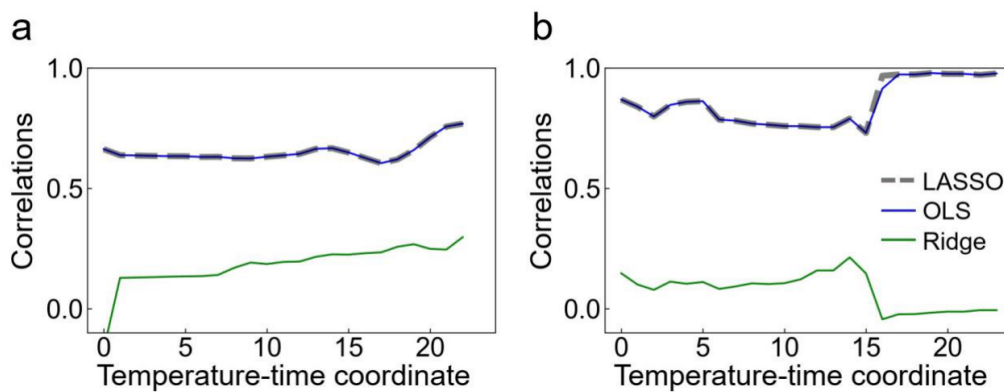 a
b
1.0
0.5
0.0
Correlations
0 5 10 15 20
Temperature-time coordinate
1.0
0.5
0.0
Correlations
LASSO
OLS
Ridge
0 5 10 15 20
Temperature-time coordinate